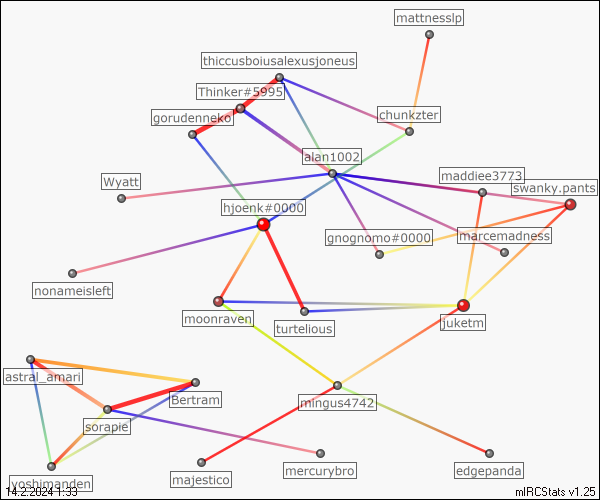 mattnesslp
thiccusboiusalexusjoneus
Thinker#5995
gorudenneko
chunkzter
alan1002
maddiee3773
Wyatt
swanky.pants
hjoenk#0000
gnognomo#0000
marcemadness
nonameisleft
moonraven
turtelious
juketm
astral_amari
Bertram
mingus4742
sorapie
majestico
mercurybro
edgepanda
yoshimanden
14.2.2024 1:33
mIRCStats v1.25